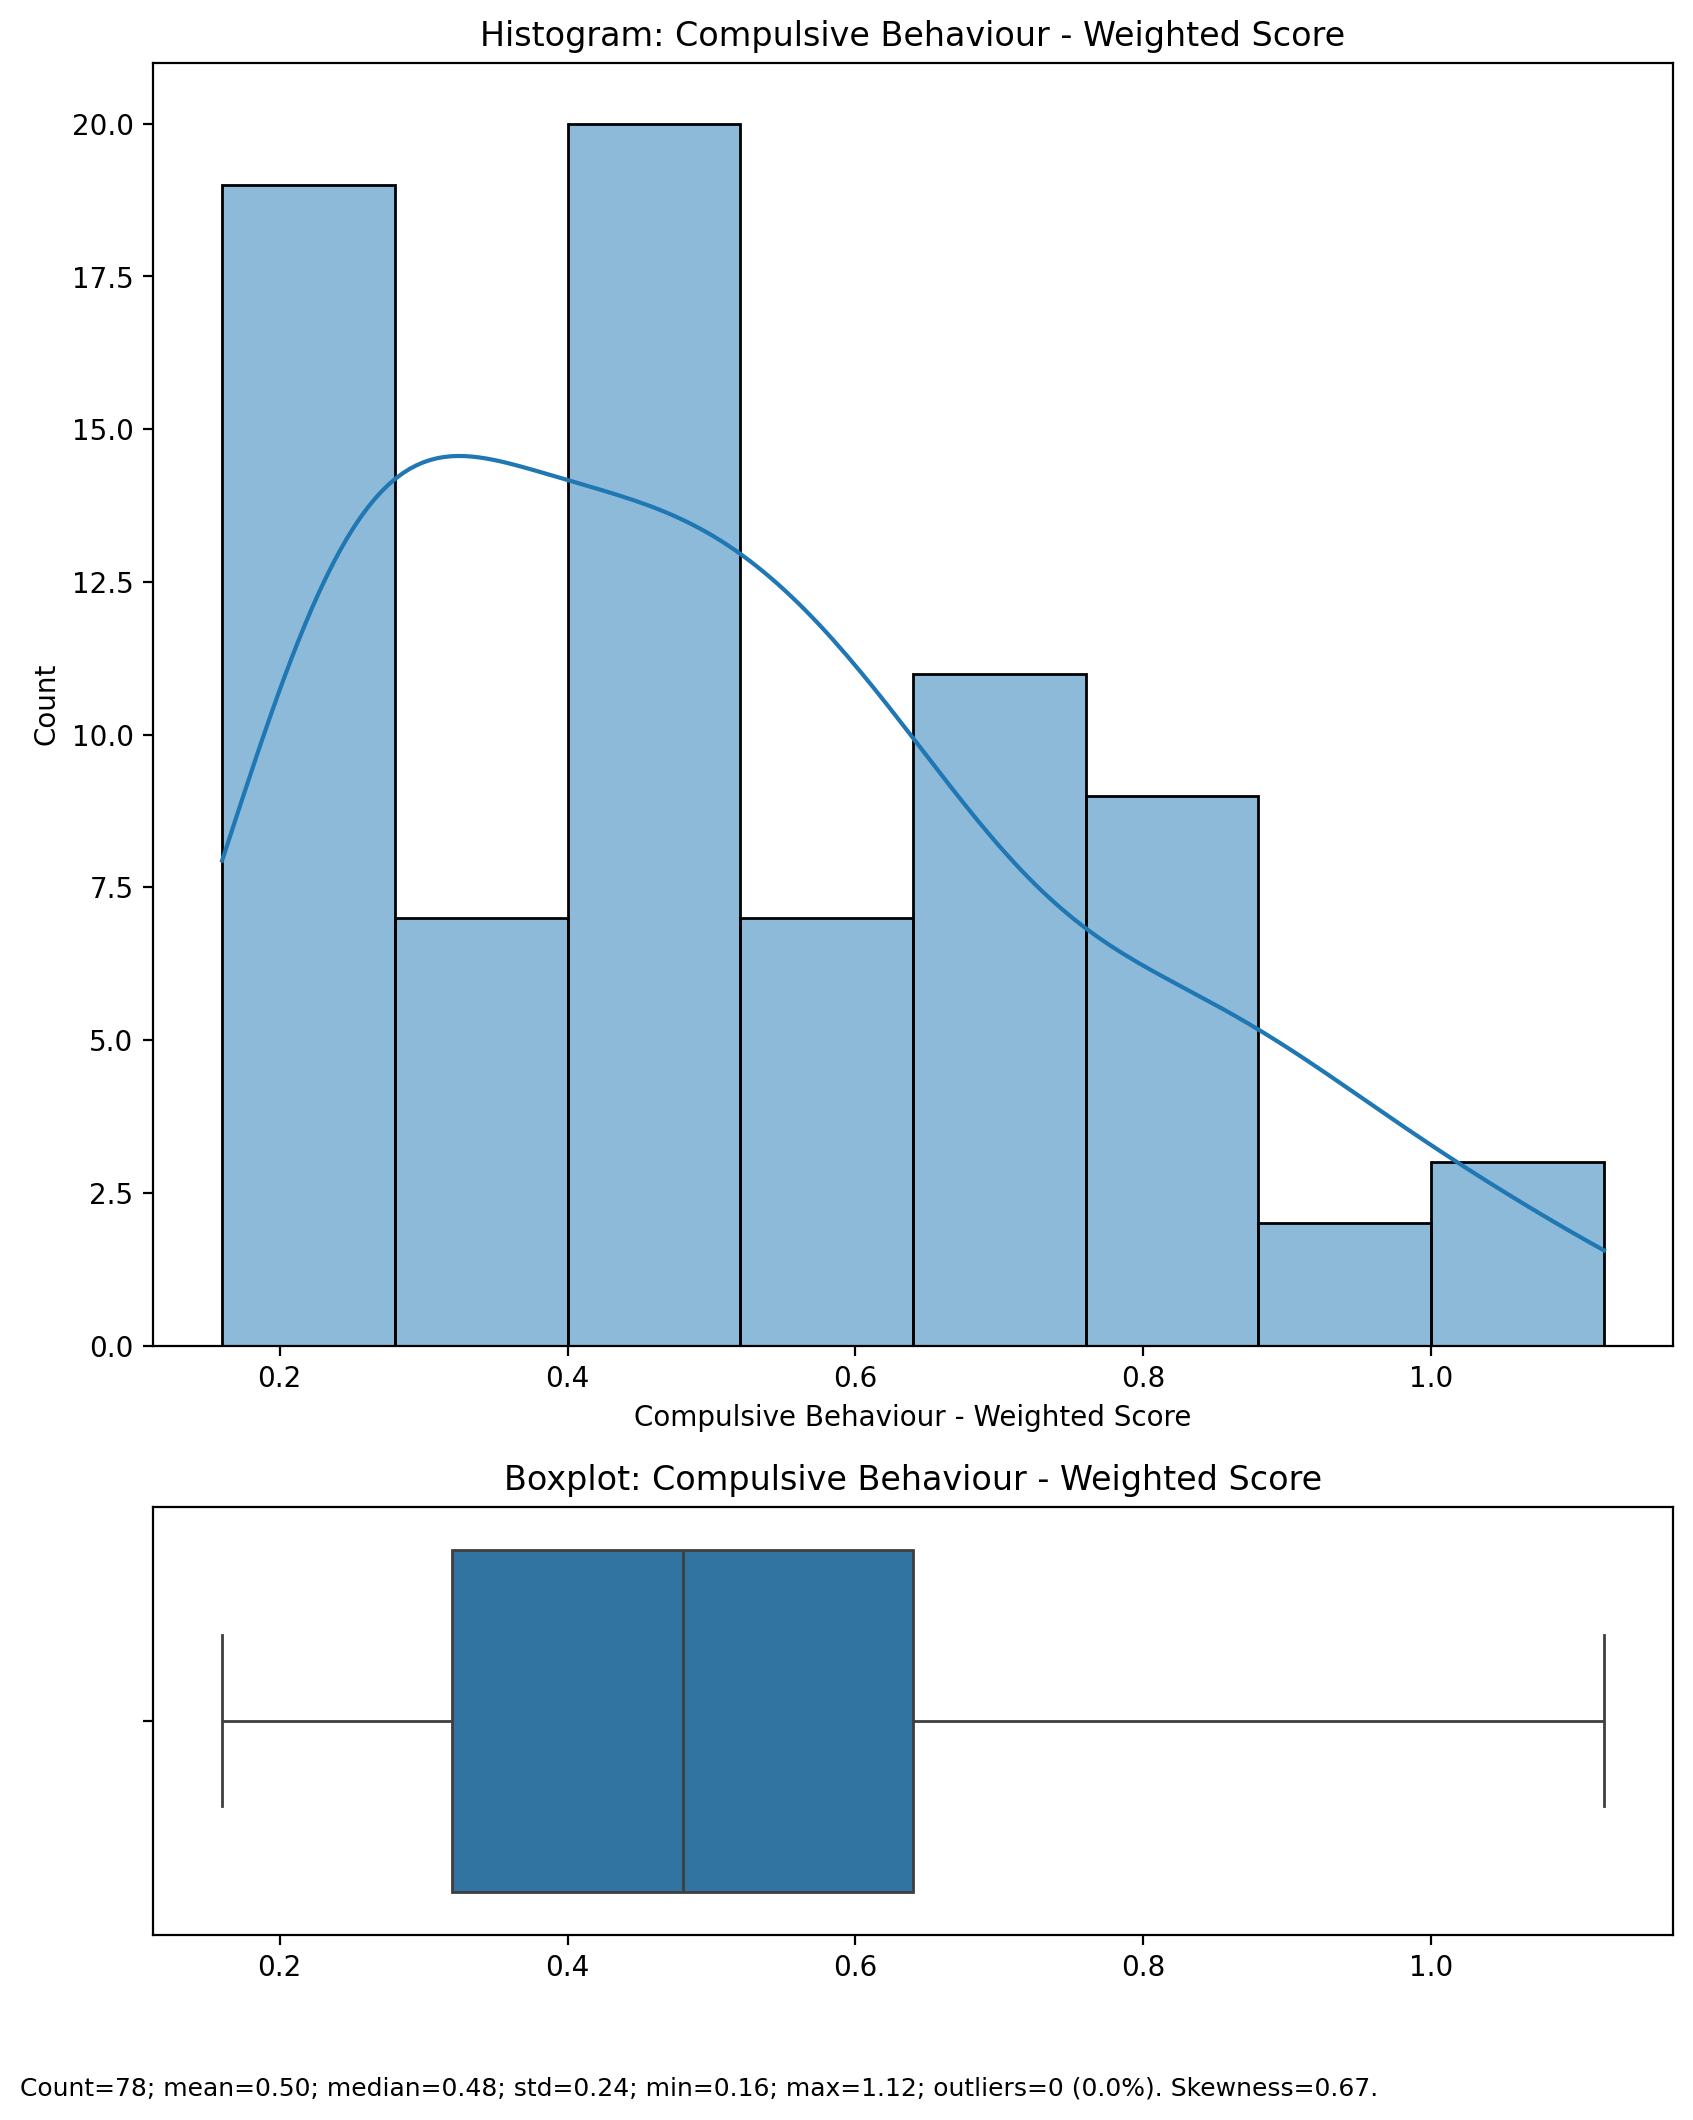 Histogram: Compulsive Behaviour - Weighted Score
20.0
17.5
15.0
12.5
10.0
7.5
5.0
2.5
0.0
Count
0.2 0.4 0.6 0.8 1.0
Compulsive Behaviour - Weighted Score
Boxplot: Compulsive Behaviour - Weighted Score
0.2 0.4 0.6 0.8 1.0
Count=78; mean=0.50; median=0.48; std=0.24; min=0.16; max=1.12; outliers=0 (0.0%). Skewness=0.67.